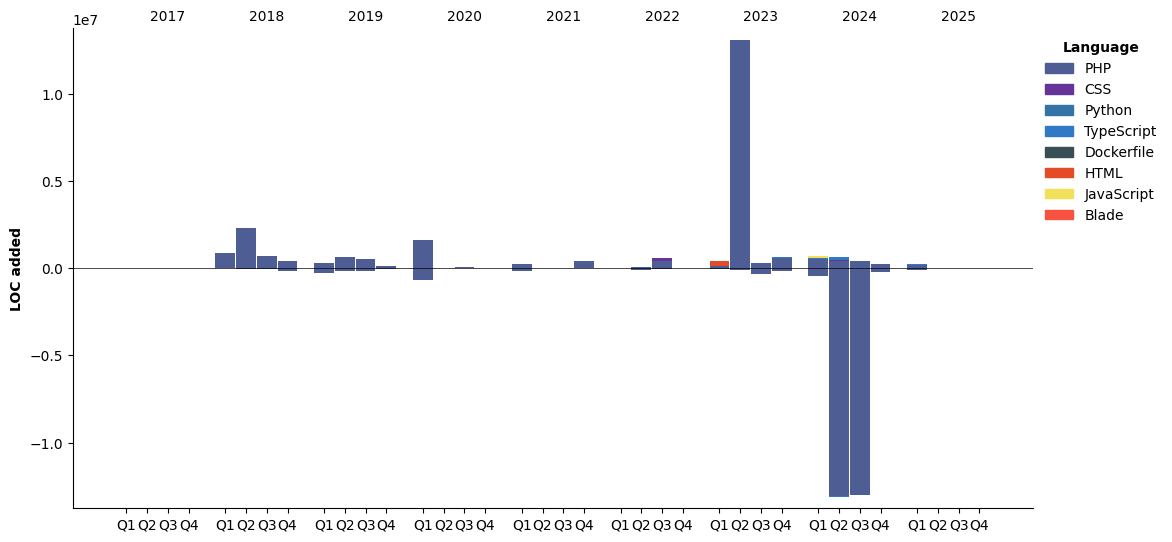 2017 2018 2019 2020 2021 2022 2023 2024 2025
1e7
Language
PHP
CSS
Python
TypeScript
Dockerfile
HTML
JavaScript
Blade
1.0
0.5
0.0
−0.5
−1.0
LOC added
Q1 Q2 Q3 Q4 Q1 Q2 Q3 Q4 Q1 Q2 Q3 Q4 Q1 Q2 Q3 Q4 Q1 Q2 Q3 Q4 Q1 Q2 Q3 Q4 Q1 Q2 Q3 Q4 Q1 Q2 Q3 Q4 Q1 Q2 Q3 Q4